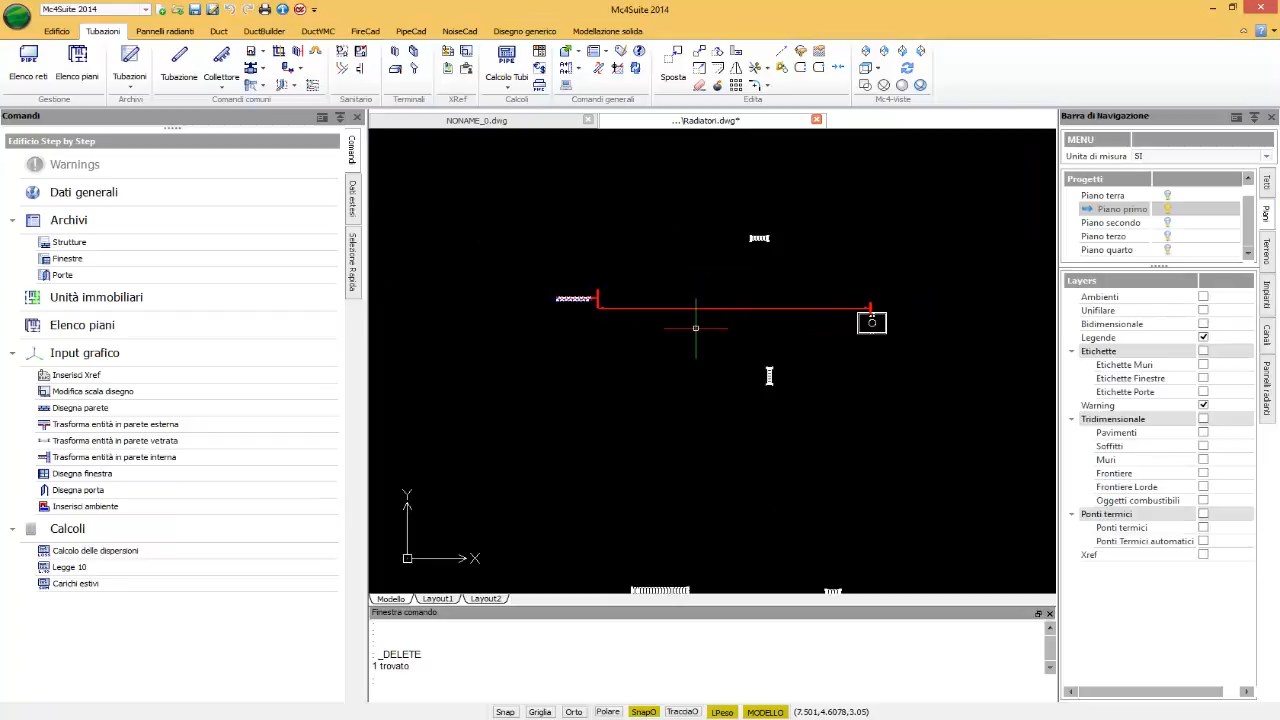 Mc4Suite 2014
Mc4Suite 2014
Edificio
Tubazioni
Pannelli radianti
Duct
DuctBuilder
DuctVMC
FireCad
PipeCad
NoiseCad
Disegno generico
Modellazione solida
Elenco reti
Elenco piani
Tubazioni
Tubazione
Collettore
Calcolo Tubi
Sposta
Gestione
Archivi
Comandi comuni
Sanitario
Terminali
XRef
Calcoli
Comandi generali
Edita
Mc4-Viste
Comandi
NONAME_0.dwg
...\Radiatori.dwg*
Barra di Navigazione
Edificio Step by Step
Warnings
Dati generali
Archivi
Strutture
Finestre
Porte
Unità immobiliari
Elenco piani
Input grafico
Inserisci Xref
Modifica scala disegno
Disegna parete
Trasforma entità in parete esterna
Trasforma entità in parete vetrata
Trasforma entità in parete interna
Disegna finestra
Disegna porta
Inserisci ambiente
Calcoli
Calcolo delle dispersioni
Legge 10
Carichi estivi
Comandi
Dati estesi
Selezione Rapida
Y
X
Modello
Layout1
Layout2
Finestra comando
:
:
:
: _DELETE
1 trovato
:
MENU
Unita di misura
SI
Progetti
Piano terra
Piano primo
Piano secondo
Piano terzo
Piano quarto
Layers
Ambienti
Unifilare
Bidimensionale
Legende
Etichette
Etichette Muri
Etichette Finestre
Etichette Porte
Warning
Tridimensionale
Pavimenti
Soffitti
Muri
Frontiere
Frontiere Lorde
Oggetti combustibili
Ponti termici
Ponti termici
Ponti Termici automatici
Xref
Tetti
Piani
Terreno
Impianti
Canali
Pannelli radianti
Snap
Griglia
Orto
Polare
SnapO
TracciaO
LPeso
MODELLO
(7.501,4.6078,3.05)